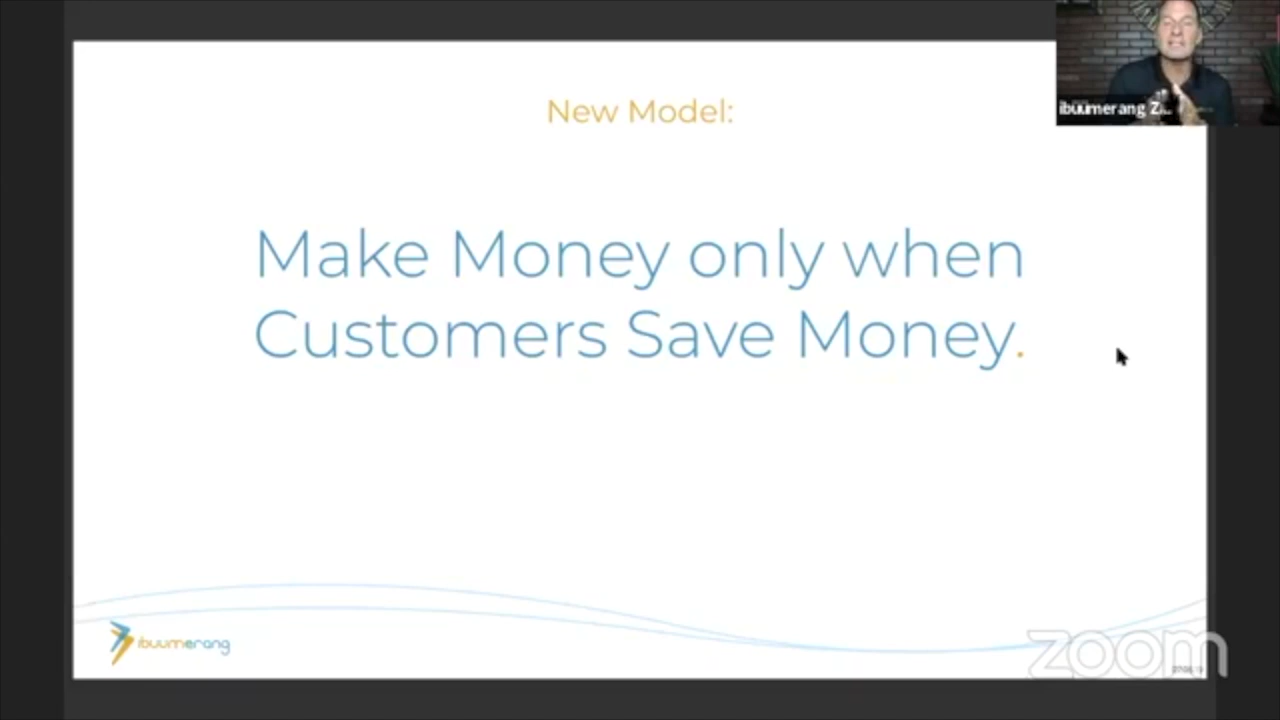 New Model:
ibuumerang Z...
Make Money only when
Customers Save Money.
ibuumerang
zoom